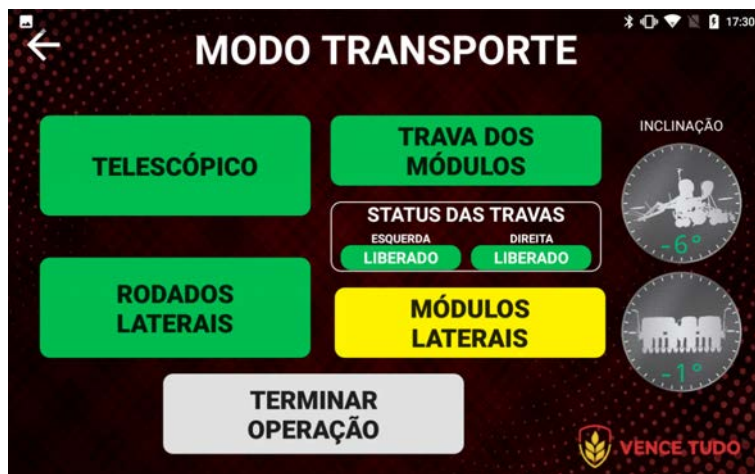 17:30
MODO TRANSPORTE
TELESCÓPICO
TRAVA DOS
MÓDULOS
STATUS DAS TRAVAS
ESQUERDA DIREITA
LIBERADO LIBERADO
RODADOS
LATERAIS
MÓDULOS
LATERAIS
TERMINAR
OPERAÇÃO
INCLINAÇÃO
-6°
-1°
VENCE TUDO